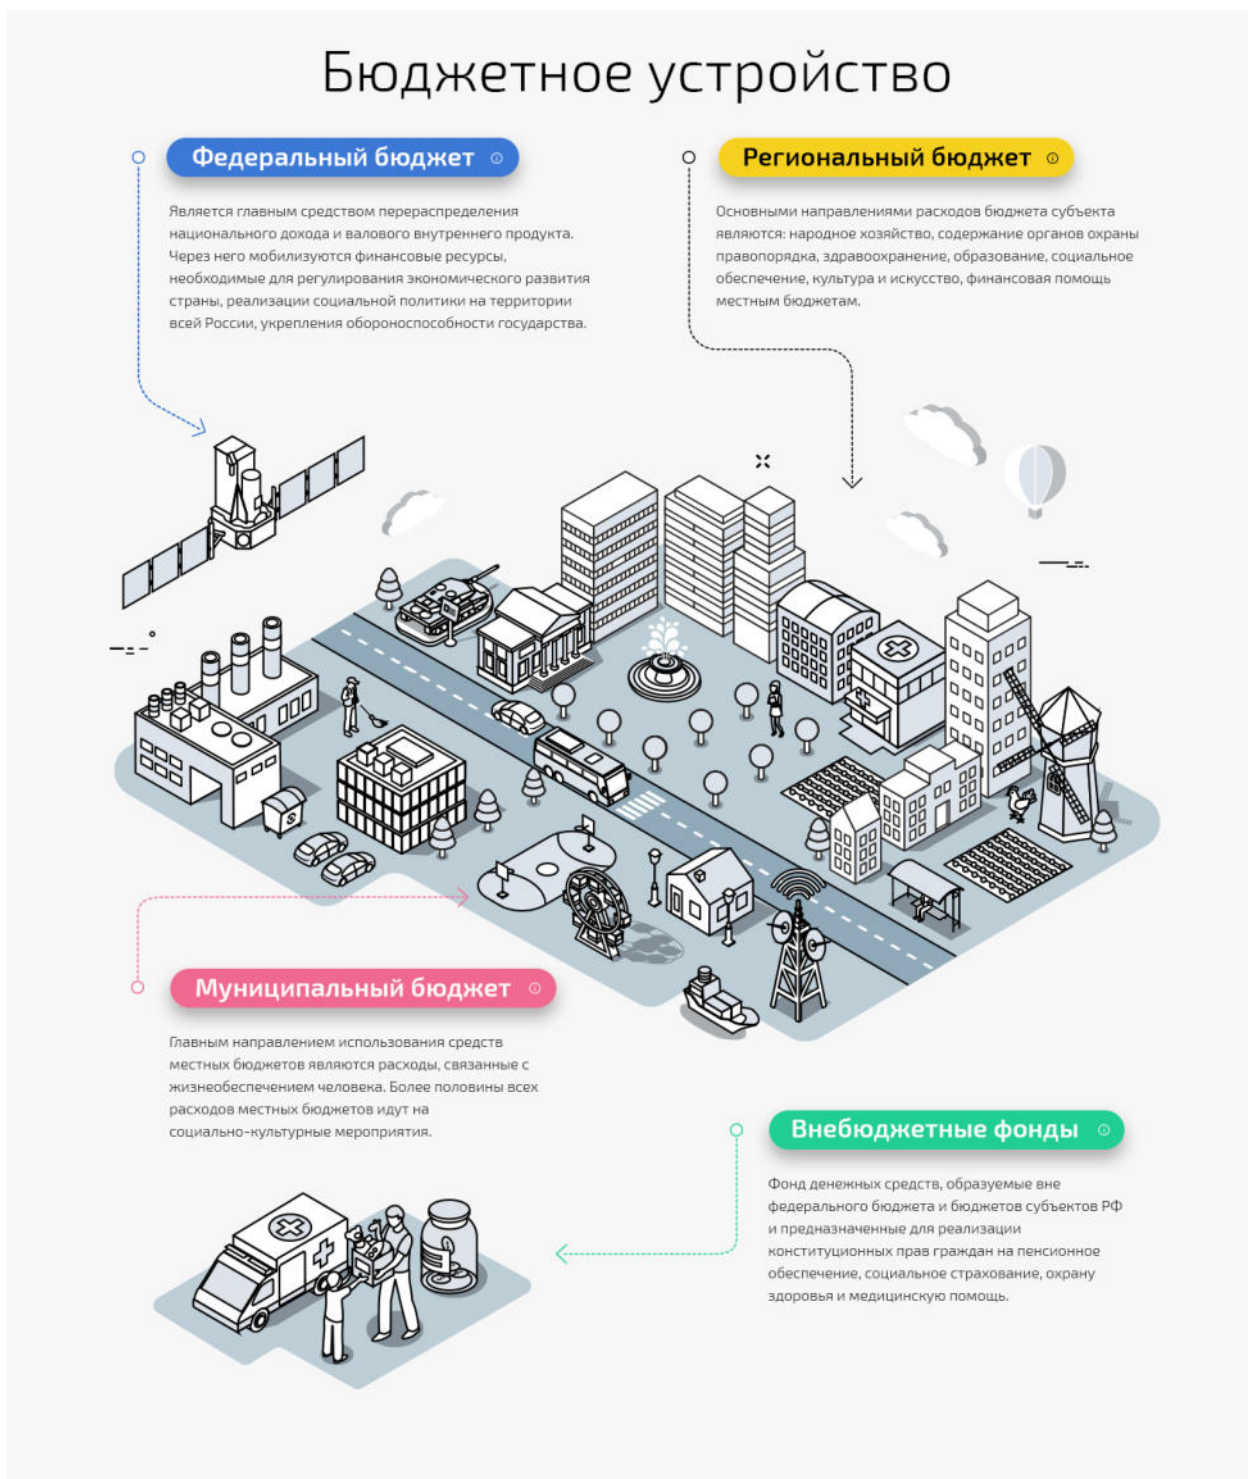 Бюджетное устройство
Федеральный бюджет
Является главным средством перераспределения
национального дохода и валового внутреннего продукта.
Через него мобилизуются финансовые ресурсы,
необходимые для регулирования экономического развития
страны, реализации социальной политики на территории
всей России, укрепления обороноспособности государства.
Региональный бюджет
Основными направлениями расходов бюджета субъекта
являются: народное хозяйство, содержание органов охраны
правопорядка, здравоохранение, образование, социальное
обеспечение, культура и искусство, финансовая помощь
местным бюджетам.
Муниципальный бюджет
Главным направлением использования средств
местных бюджетов являются расходы, связанные с
жизнеобеспечением человека. Более половины всех
расходов местных бюджетов идут на
социально-культурные мероприятия.
Внебюджетные фонды
Фонд денежных средств, образуемые вне
федерального бюджета и бюджетов субъектов РФ
и предназначенные для реализации
конституционных прав граждан на пенсионное
обеспечение, социальное страхование, охрану
здоровья и медицинскую помощь.